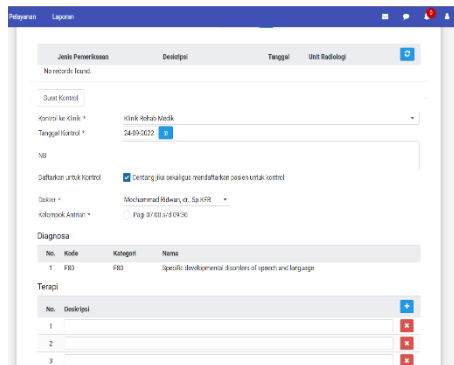 Pelayanan Laporan
0
Jenis Pemeriksaan Deskripsi Tanggal Unit Radiologi
No records found.
Surat Kontrol
Kontrol ke Klinik * Klinik Rehab Medik
Tanggal Kontrol * 24-09-2022
NB
Daftarkan untuk Kontrol Centang jika sekaligus mendaftarkan pasien untuk kontrol
Dokter * Mochammad Ridwan, dr., Sp.KFR
Kelompok Antrian * Pagi 07:00 s/d 09:30
Diagnosa
No. Kode Kategori Nama
1 F80 F80 Specific developmental disorders of speech and language
Terapi
No. Deskripsi
1
2
3